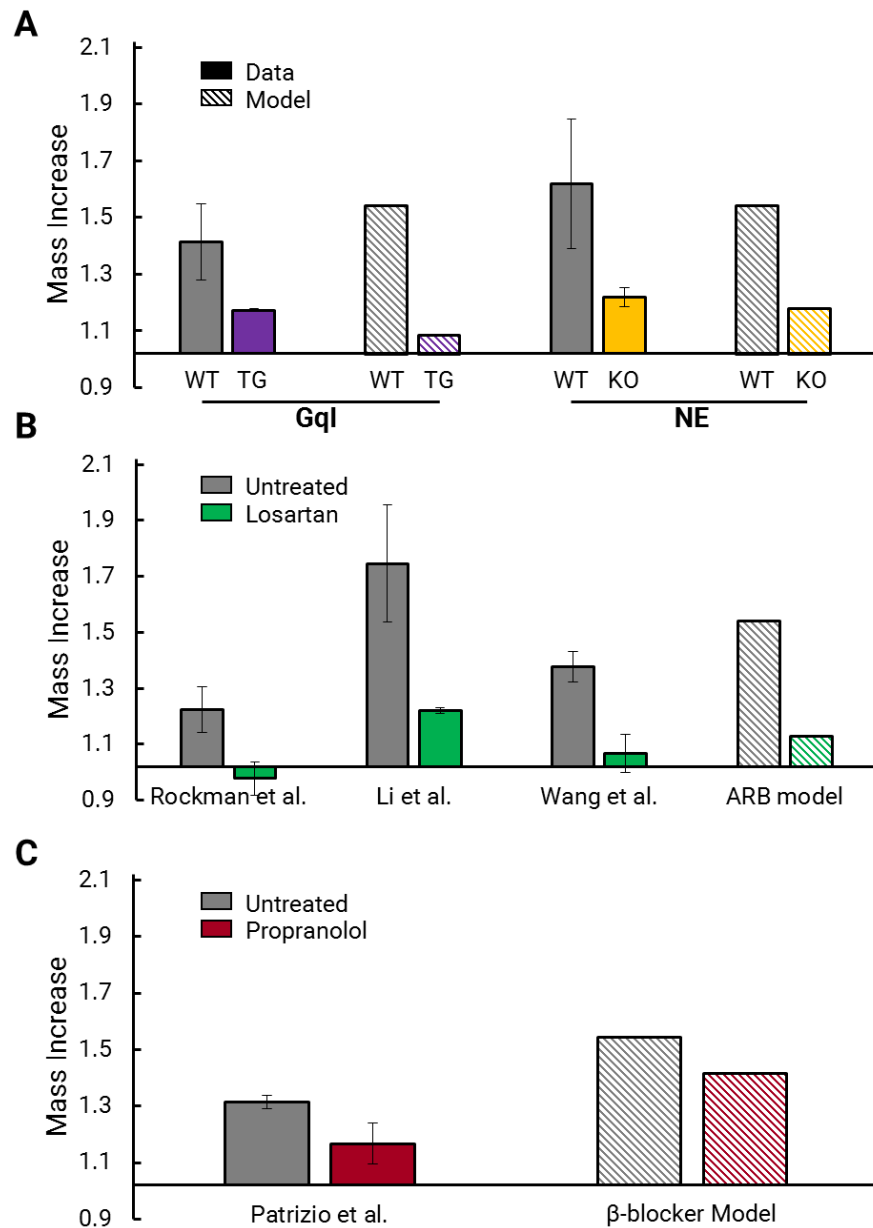 A
2.1
1.9
1.7
1.5
1.3
1.1
0.9
Mass Increase
Data
Model
WT TG WT TG WT KO WT KO
GqI NE
B
2.1
1.9
1.7
1.5
1.3
1.1
0.9
Mass Increase
Untreated
Losartan
Rockman et al. Li et al. Wang et al. ARB model
C
2.1
1.9
1.7
1.5
1.3
1.1
0.9
Mass Increase
Untreated
Propranolol
Patrizio et al. β-blocker Model